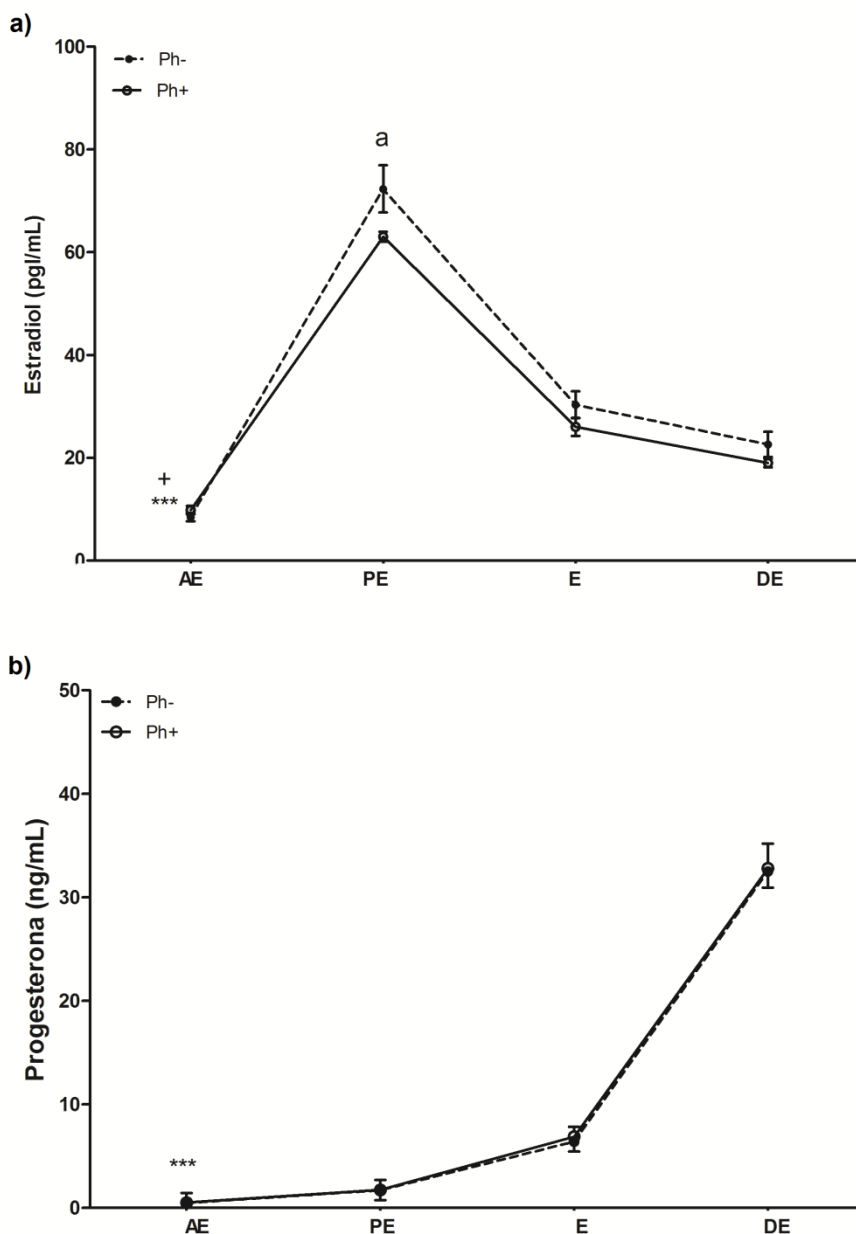 a)
100
Ph-
Ph+
80
a
60
Estradiol (pgl/mL)
40
20
+
***
0
AE PE E DE
b)
50
Ph-
Ph+
40
30
Progesterona (ng/mL)
20
10
***
0
AE PE E DE